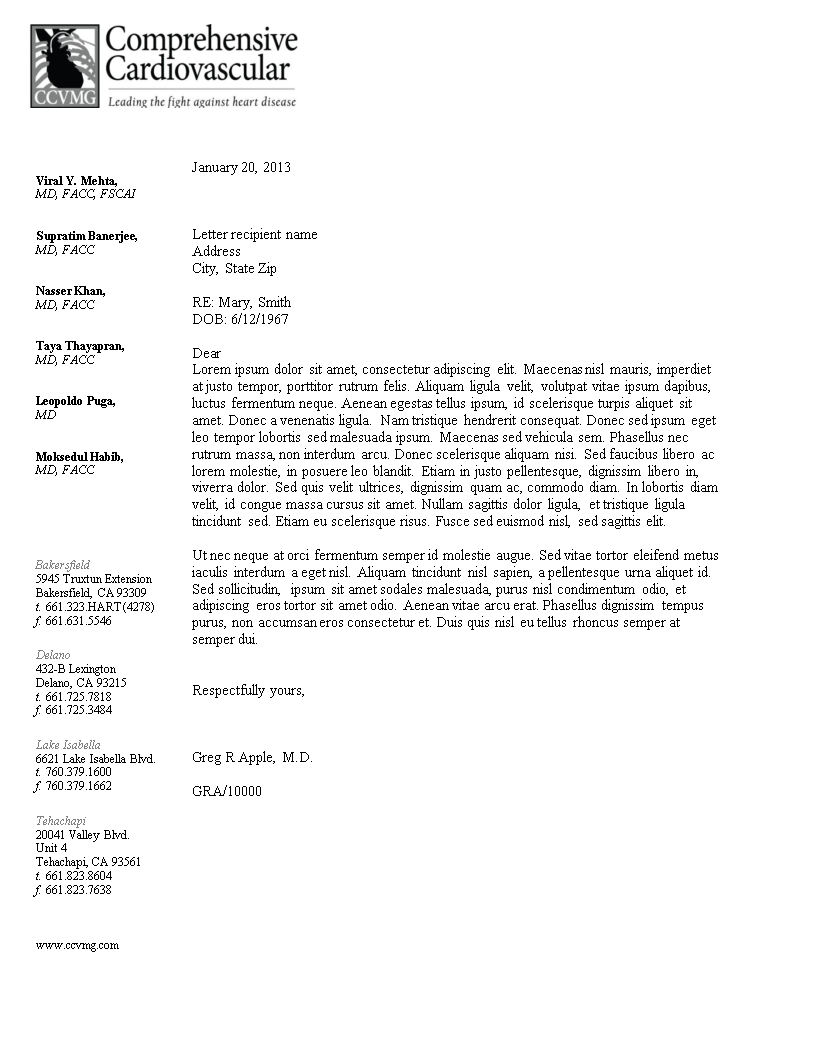 Comprehensive
Cardiovascular
CCVMG
Leading the fight against heart disease
Viral Y. Mehta,
MD, FACC, FSCAI
Supratim Banerjee,
MD, FACC
Nasser Khan,
MD, FACC
Taya Thayapran,
MD, FACC
Leopoldo Puga,
MD
Moksedul Habib,
MD, FACC
Bakersfield
5945 Truxtun Extension
Bakersfield, CA 93309
t. 661.323.HART(4278)
f. 661.631.5546
Delano
432-B Lexington
Delano, CA 93215
t. 661.725.7818
f. 661.725.3484
Lake Isabella
6621 Lake Isabella Blvd.
t. 760.379.1600
f. 760.379.1662
Tehachapi
20041 Valley Blvd.
Unit 4
Tehachapi, CA 93561
t. 661.823.8604
f. 661.823.7638
www.ccvmg.com
January 20, 2013
Letter recipient name
Address
City, State Zip
RE: Mary, Smith
DOB: 6/12/1967
Dear
Lorem ipsum dolor sit amet, consectetur adipiscing elit. Maecenas nisl mauris, imperdiet
at justo tempor, porttitor rutrum felis. Aliquam ligula velit, volutpat vitae ipsum dapibus,
luctus fermentum neque. Aenean egestas tellus ipsum, id scelerisque turpis aliquet sit
amet. Donec a venenatis ligula. Nam tristique hendrerit consequat. Donec sed ipsum eget
leo tempor lobortis sed malesuada ipsum. Maecenas sed vehicula sem. Phasellus nec
rutrum massa, non interdum arcu. Donec scelerisque aliquam nisi. Sed faucibus libero ac
lorem molestie, in posuere leo blandit. Etiam in justo pellentesque, dignissim libero in,
viverra dolor. Sed quis velit ultrices, dignissim quam ac, commodo diam. In lobortis diam
velit, id congue massa cursus sit amet. Nullam sagittis dolor ligula, et tristique ligula
tincidunt sed. Etiam eu scelerisque risus. Fusce sed euismod nisl, sed sagittis elit.
Ut nec neque at orci fermentum semper id molestie augue. Sed vitae tortor eleifend metus
iaculis interdum a eget nisl. Aliquam tincidunt nisl sapien, a pellentesque urna aliquet id.
Sed sollicitudin, ipsum sit amet sodales malesuada, purus nisl condimentum odio, et
adipiscing eros tortor sit amet odio. Aenean vitae arcu erat. Phasellus dignissim tempus
purus, non accumsan eros consectetur et. Duis quis nisl eu tellus rhoncus semper at
semper dui.
Respectfully yours,
Greg R Apple, M.D.
GRA/10000